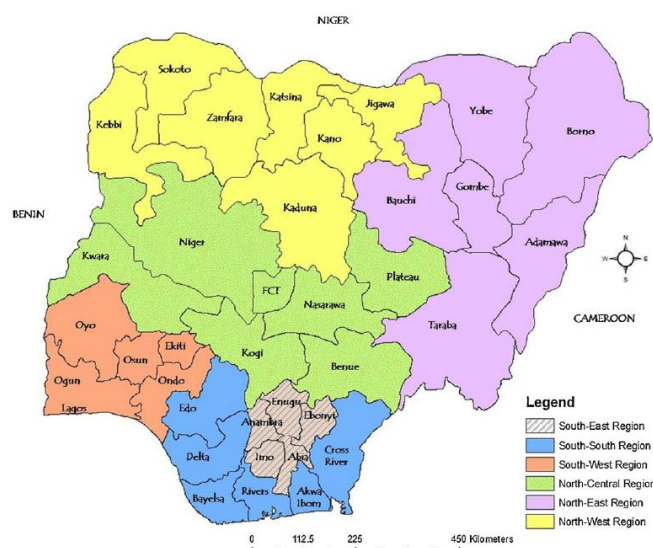 NIGER
Sokoto
Katsina
Jigawa
Yobe
Kebbi
Zamfara
Kano
Borno
Bauchi
Gombe
Kaduna
BENIN
Niger
Adamawa
Kwara
Plateau
FCT
Nasarawa
Taraba
CAMEROON
N
W
E
S
Oyo
Ekiti
Osun
Kogi
Benue
Ogun
Ondo
Lagos
Edo
Enugu
Anambra
Ebonyi
Delta
Imo
Abia
Cross
River
Bayelsa
Rivers
Akwa
Ibom
Legend
South-East Region
South-South Region
South-West Region
North-Central Region
North-East Region
North-West Region
0 112.5 225 450 Kilometers